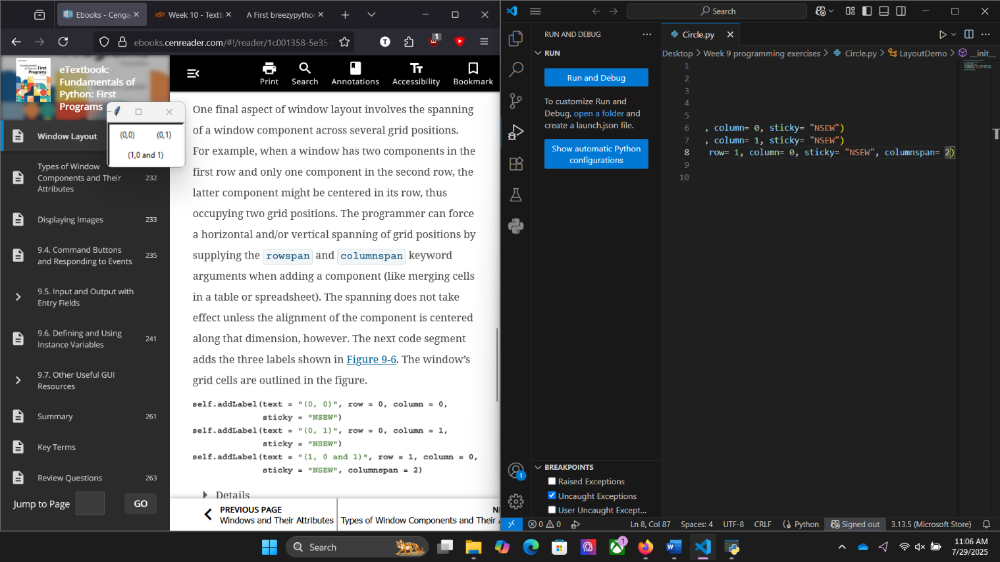 Ebooks - Cenga
Week 10 - Textb
A First breezypythor
ebooks.cenreader.com/#!/reader/1c001358-5e35-
1
T
eTextbook:
Fundamentals of
Python: First
Programs
Fundamentals
of Python: First
Programs
Window Layout
Types of Window
Components and Their
Attributes
232
Displaying Images
233
9.4. Command Buttons
and Responding to Events
235
9.5. Input and Output with
Entry Fields
9.6. Defining and Using
Instance Variables
241
9.7. Other Useful GUI
Resources
Summary
261
Key Terms
Review Questions
263
Jump to Page
GO
(0,0) (0,1)
(1,0 and 1)
Print
Search
Annotations
Accessibility
Bookmark
One final aspect of window layout involves the spanning
of a window component across several grid positions.
For example, when a window has two components in the
first row and only one component in the second row, the
latter component might be centered in its row, thus
occupying two grid positions. The programmer can force
a horizontal and/or vertical spanning of grid positions by
supplying the rowspan and columnspan keyword
arguments when adding a component (like merging cells
in a table or spreadsheet). The spanning does not take
effect unless the alignment of the component is centered
along that dimension, however. The next code segment
adds the three labels shown in Figure 9-6. The window's
grid cells are outlined in the figure.
self.addLabel(text = "(0, 0)", row = 0, column = 0,
sticky = "NSEW")
self.addLabel(text = "(0, 1)", row = 0, column = 1,
sticky = "NSEW")
self.addLabel(text = "(1, 0 and 1)", row = 1, column = 0,
sticky = "NSEW", columnspan = 2)
Details
PREVIOUS PAGE
Windows and Their Attributes
NE
Types of Window Components and Their
Search
RUN AND DEBUG
RUN
Run and Debug
To customize Run and
Debug, open a folder and
create a launch.json file.
Show automatic Python
configurations
BREAKPOINTS
Raised Exceptions
Uncaught Exceptions
User Uncaught Except...
1
Circle.py
Desktop > Week 9 programming exercises > Circle.py > LayoutDemo > __init__
1
2
3
4
5
6 , column= 0, sticky= "NSEW")
7 , column= 1, sticky= "NSEW")
8 row= 1, column= 0, sticky= "NSEW", columnspan= 2)
9
10
0 0
Ln 8, Col 87
Spaces: 4
UTF-8
CRLF
Python
Signed out
3.13.5 (Microsoft Store)
Search
1
11:06 AM
7/29/2025